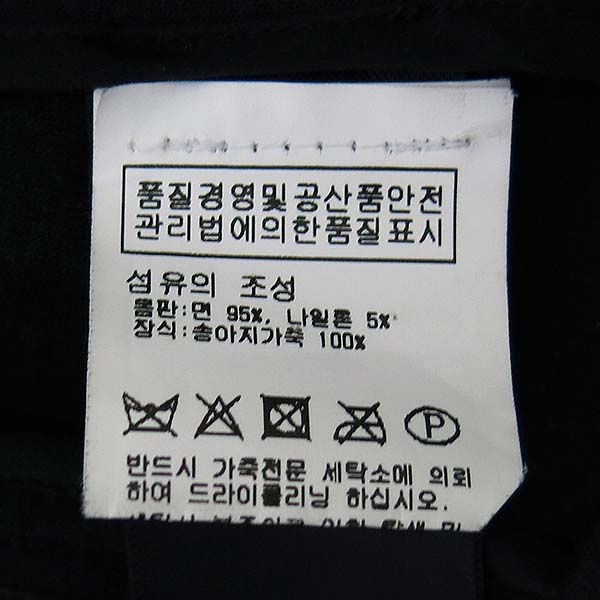 품질경영및공산품안전
관리법에의한품질표시
섬유의 조성
몸판:면 95%, 나일론 5%
장식:송아지가죽 100%
P
반드시 가죽전문 세탁소에 의뢰
하여 드라이클리닝 하십시오.